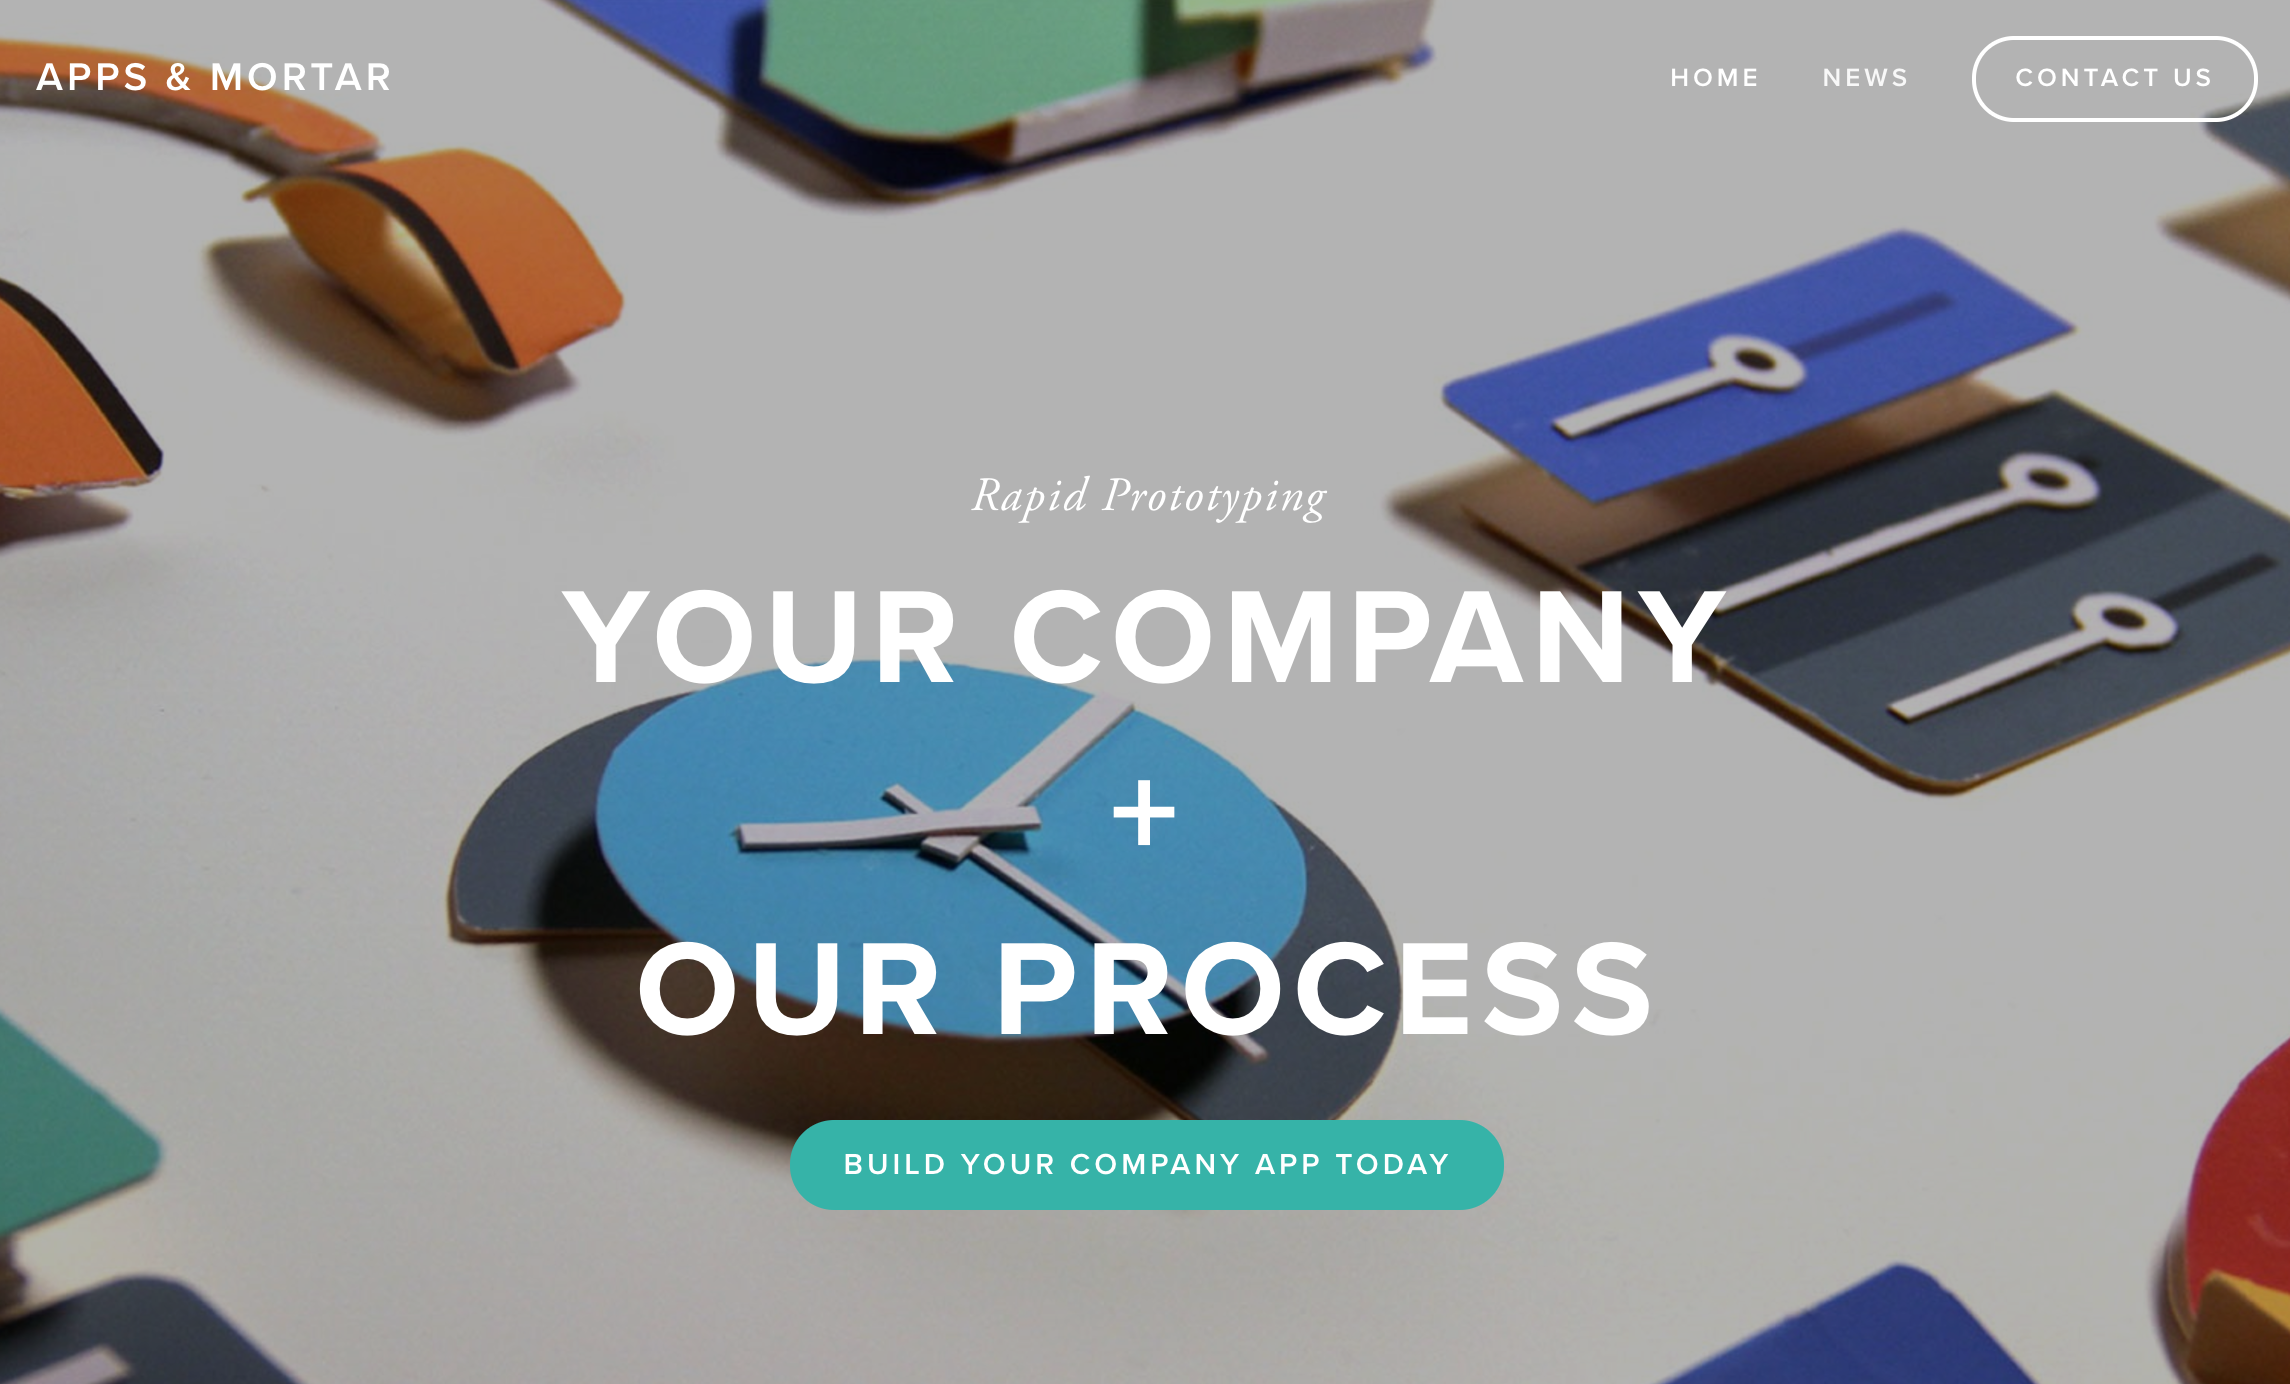 APPS & MORTAR
HOME NEWS CONTACT US
Rapid Prototyping
YOUR COMPANY
+
OUR PROCESS
BUILD YOUR COMPANY APP TODAY